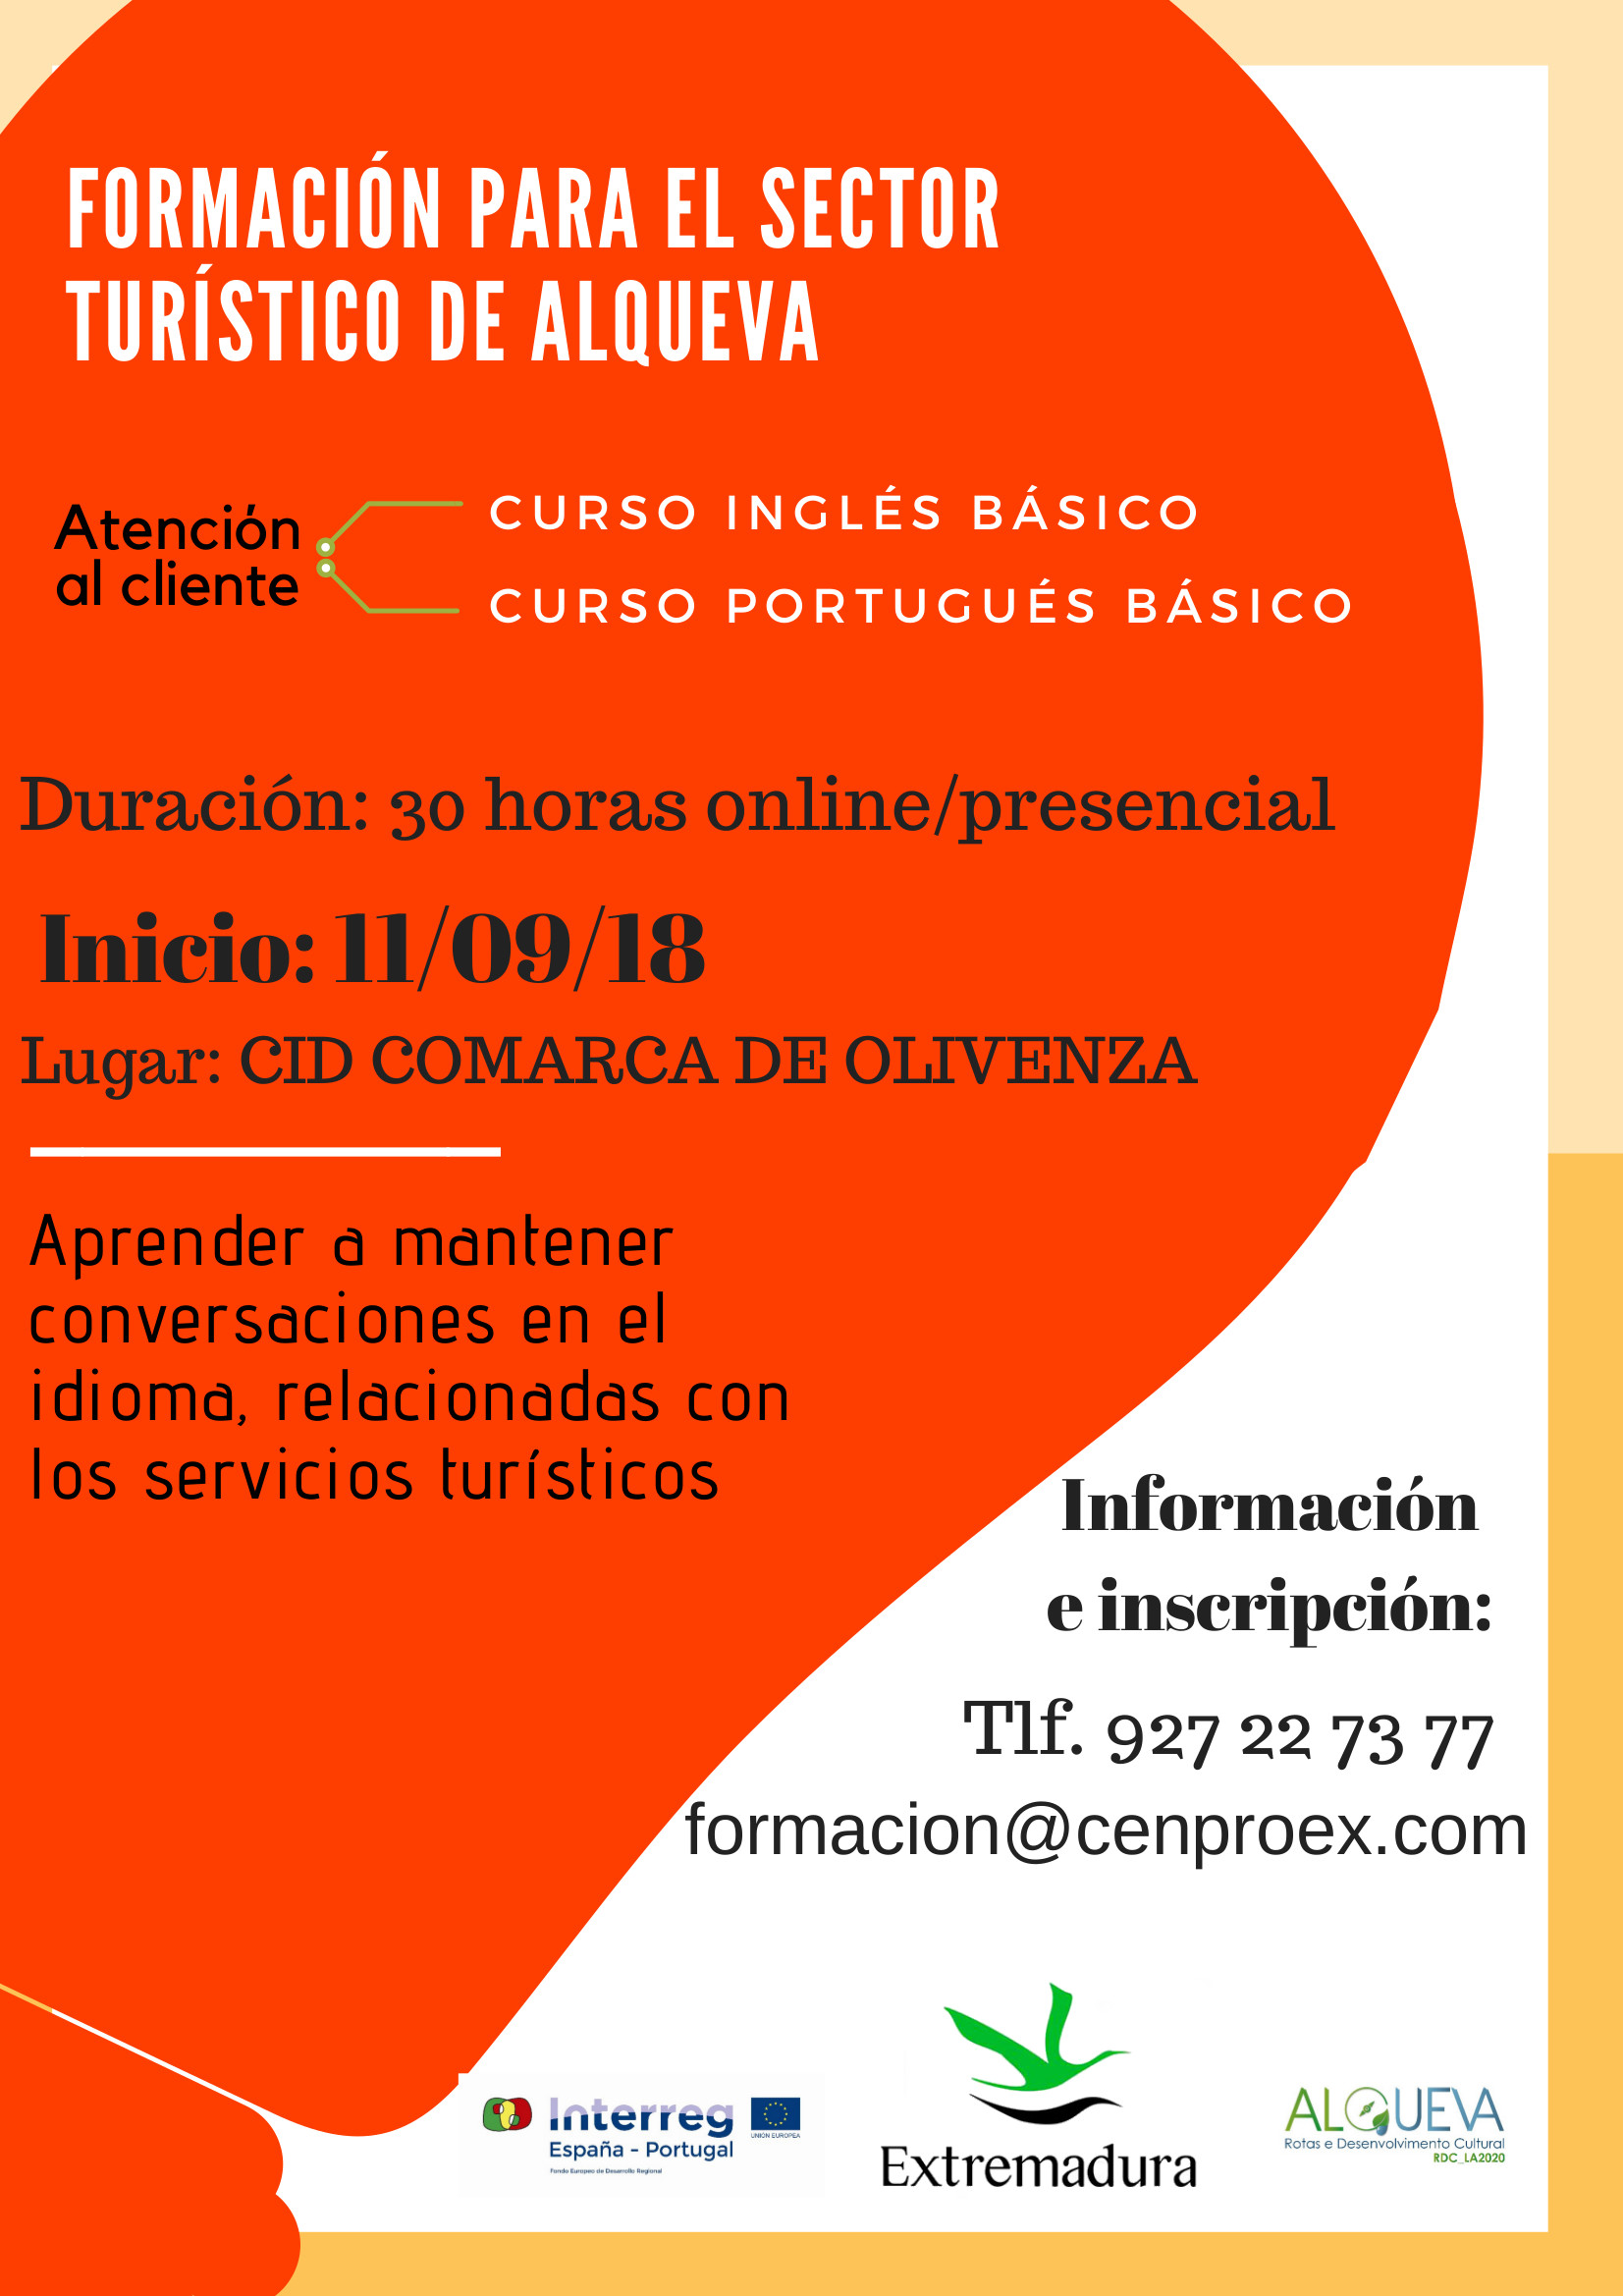 FORMACIÓN PARA EL SECTOR
TURÍSTICO DE ALQUEVA
Atención
al cliente
CURSO INGLÉS BÁSICO
CURSO PORTUGUÉS BÁSICO
Duración: 30 horas online/presencial
Inicio: 11/09/18
Lugar: CID COMARCA DE OLIVENZA
Aprender a mantener
conversaciones en el
idioma, relacionadas con
los servicios turísticos
Información
e inscripción:
Tlf. 927 22 73 77
formacion@cenproex.com
Interreg
España - Portugal
Fondo Europeo de Desarrollo Regional
UNIÓN EUROPEA
Extremadura
ALQUEVA
Rotas e Desenvolvimento Cultural
RDC_LA2020